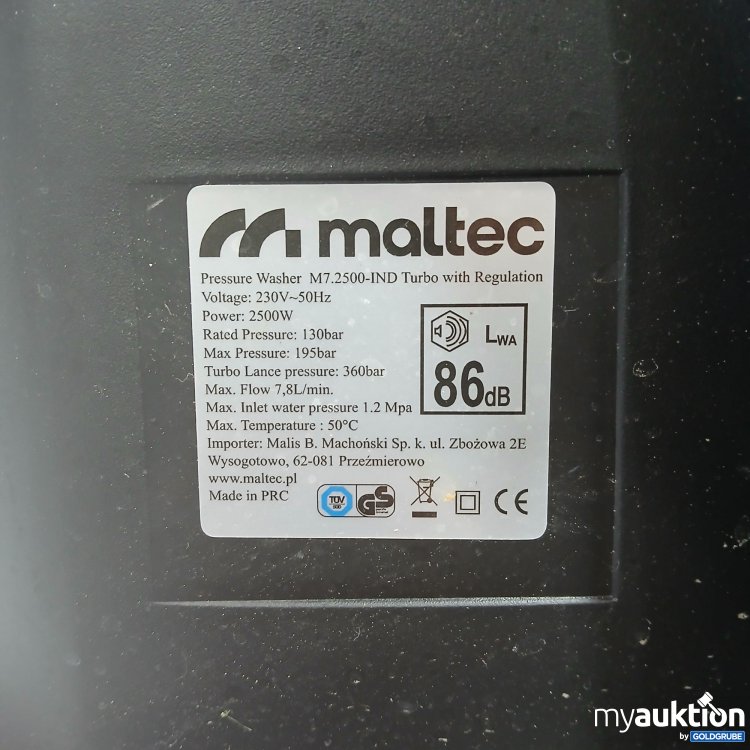 maltec
Pressure Washer M7.2500-IND Turbo with Regulation
Voltage: 230V~50Hz
Power: 2500W
Rated Pressure: 130bar
Max Pressure: 195bar
Turbo Lance pressure: 360bar
Max. Flow 7,8L/min.
Max. Inlet water pressure 1.2 Mpa
Max. Temperature : 50°C
Importer: Malis B. Machoński Sp. k. ul. Zbożowa 2E
Wysogotowo, 62-081 Przeźmierowo
www.maltec.pl
Made in PRC
LWA
86dB
TÜV
GS
CE
myauktion
by GOLDGRUBE